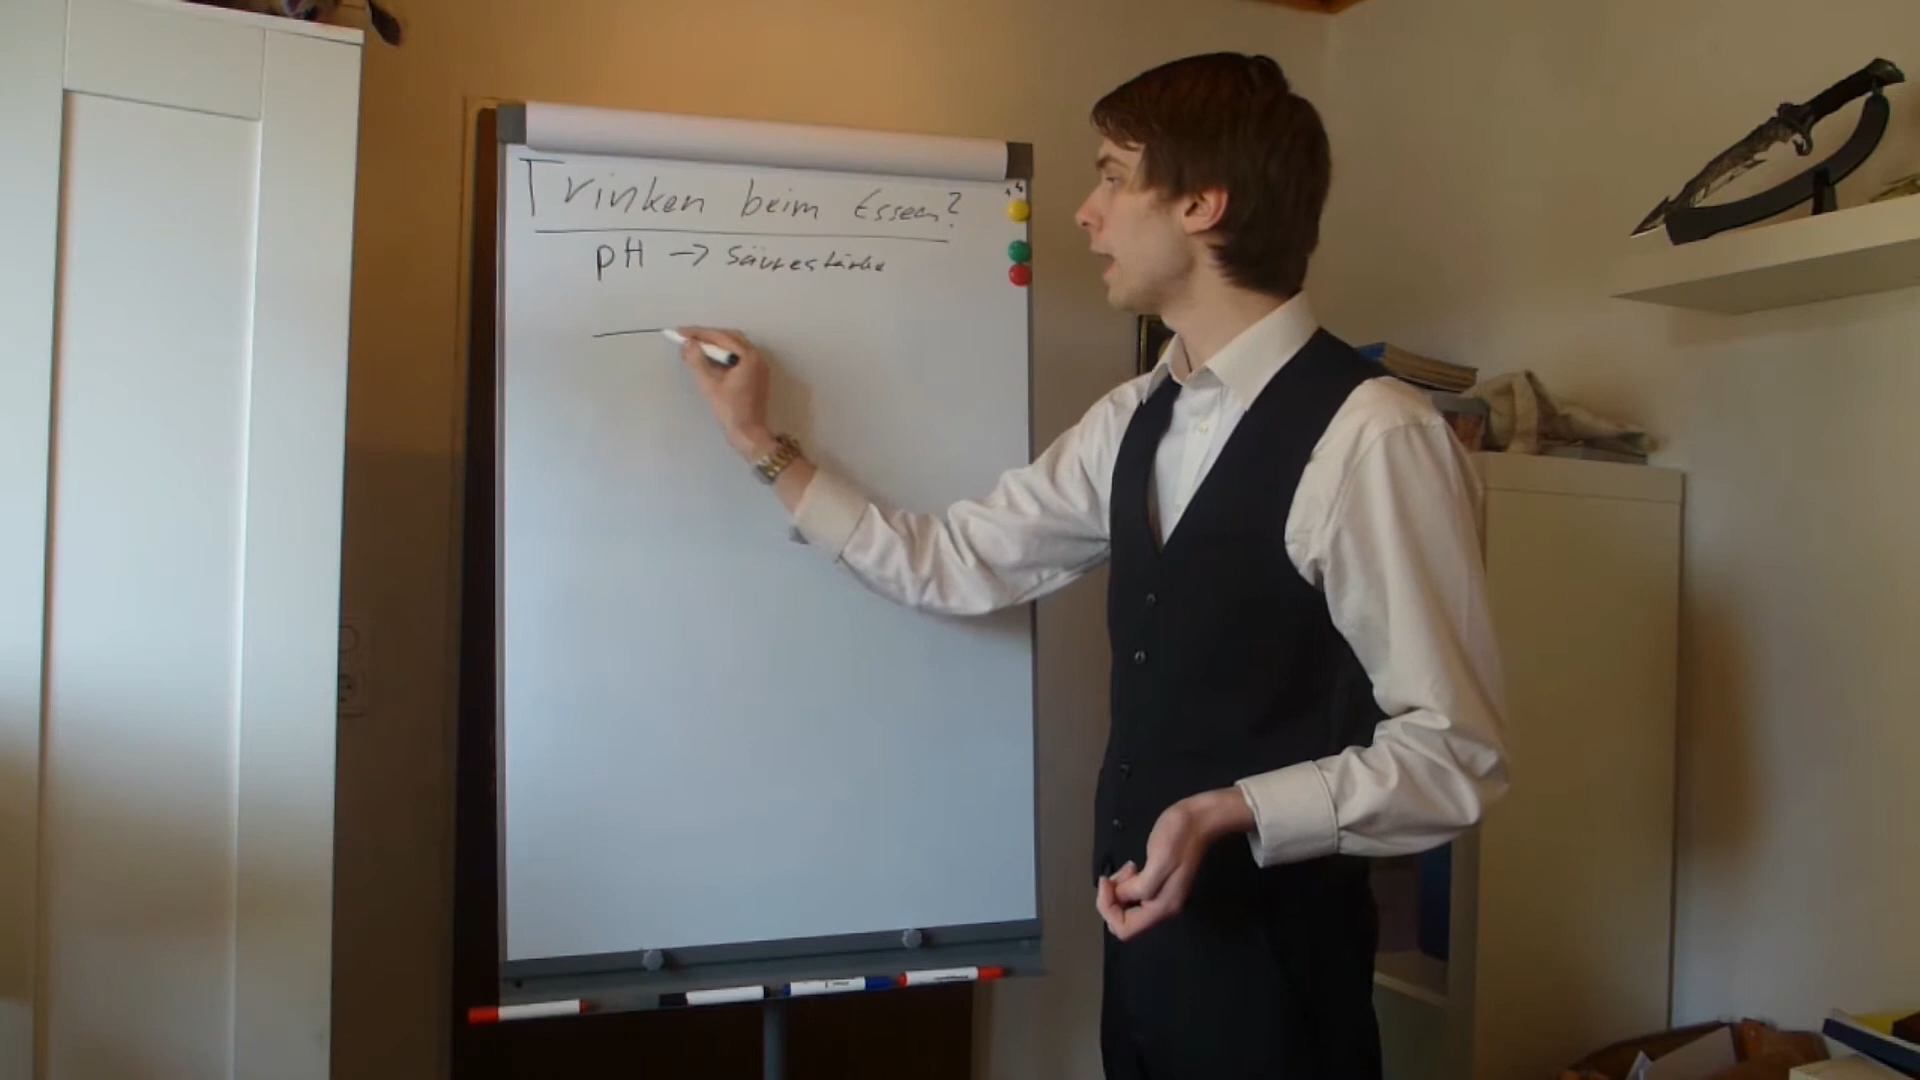 Trinken beim Essen?
pH → Säurestärke